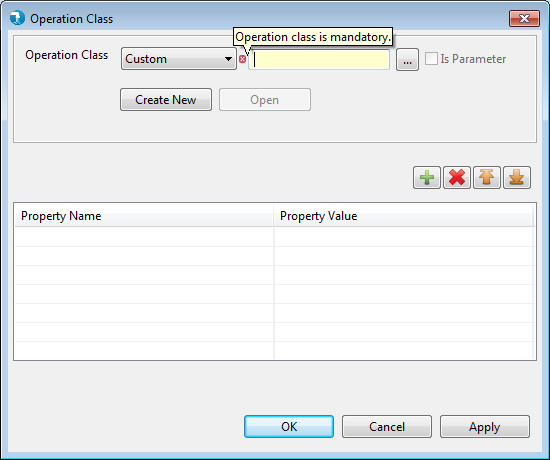 Operation Class
Operation class is mandatory.
Operation Class Custom ... Is Parameter
Create New Open
Property Name Property Value
OK Cancel Apply